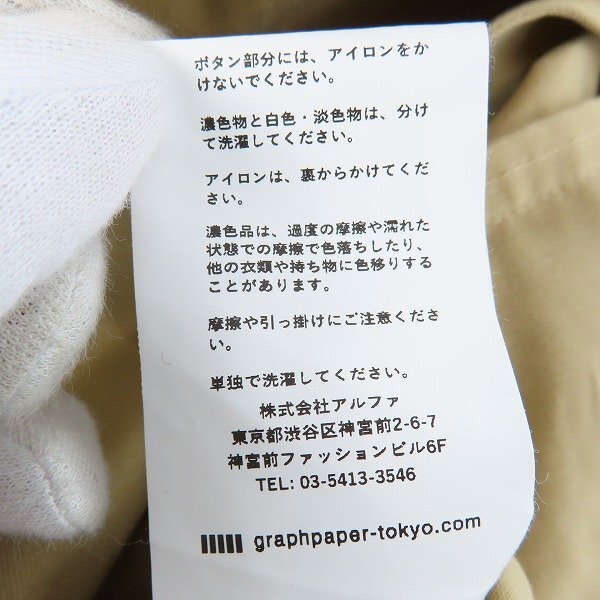 ボタン部分には、アイロンをか
けないでください。
濃色物と白色・淡色物は、分け
て洗濯してください。
アイロンは、裏からかけてくだ
さい。
濃色品は、過度の摩擦や濡れた
状態での摩擦で色落ちしたり、
他の衣類や持ち物に色移りする
ことがあります。
摩擦や引っ掛けにご注意くださ
い。
単独で洗濯してください。
株式会社アルファ
東京都渋谷区神宮前2-6-7
神宮前ファッションビル6F
TEL: 03-5413-3546
graphpaper-tokyo.com